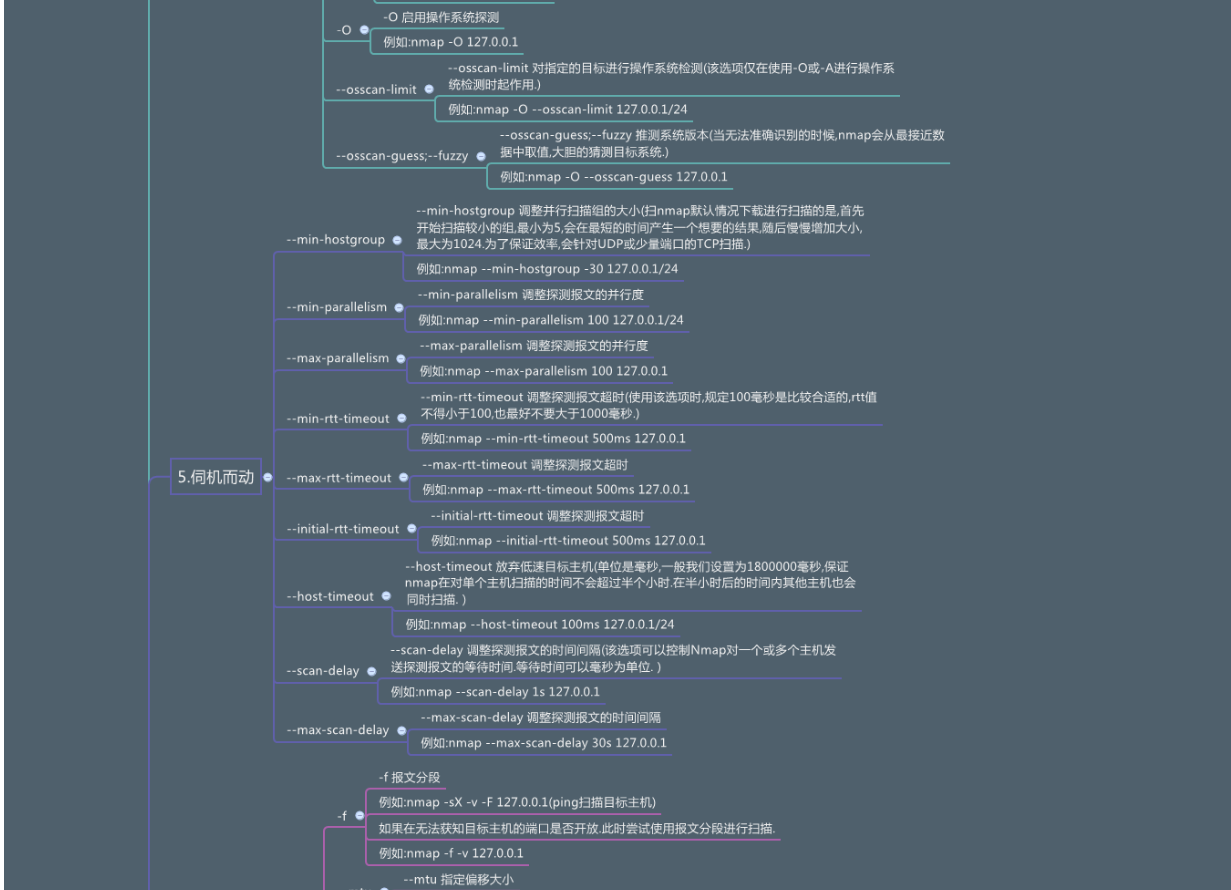 -O
-O 启用操作系统探测
例如:nmap -O 127.0.0.1
--osscan-limit
--osscan-limit 对指定的目标进行操作系统检测(该选项仅在使用-O或-A进行操作系
统检测时起作用.)
例如:nmap -O --osscan-limit 127.0.0.1/24
--osscan-guess;--fuzzy
--osscan-guess;--fuzzy 推测系统版本(当无法准确识别的时候,nmap会从最接近数
据中取值,大胆的猜测目标系统.)
例如:nmap -O --osscan-guess 127.0.0.1
5.伺机而动
--min-hostgroup
--min-hostgroup 调整并行扫描组的大小(扫nmap默认情况下载进行扫描的是,首先
开始扫描较小的组,最小为5,会在最短的时间产生一个想要的结果,随后慢慢增加大小,
最大为1024.为了保证效率,会针对UDP或少量端口的TCP扫描.)
例如:nmap --min-hostgroup -30 127.0.0.1/24
--min-parallelism
--min-parallelism 调整探测报文的并行度
例如:nmap --min-parallelism 100 127.0.0.1/24
--max-parallelism
--max-parallelism 调整探测报文的并行度
例如:nmap --max-parallelism 100 127.0.0.1
--min-rtt-timeout
--min-rtt-timeout 调整探测报文超时(使用该选项时,规定100毫秒是比较合适的,rtt值
不得小于100,也最好不要大于1000毫秒.)
例如:nmap --min-rtt-timeout 500ms 127.0.0.1
--max-rtt-timeout
--max-rtt-timeout 调整探测报文超时
例如:nmap --max-rtt-timeout 500ms 127.0.0.1
--initial-rtt-timeout
--initial-rtt-timeout 调整探测报文超时
例如:nmap --initial-rtt-timeout 500ms 127.0.0.1
--host-timeout
--host-timeout 放弃低速目标主机(单位是毫秒,一般我们设置为1800000毫秒,保证
nmap在对单个主机扫描的时间不会超过半个小时.在半小时后的时间内其他主机也会
同时扫描. )
例如:nmap --host-timeout 100ms 127.0.0.1/24
--scan-delay
--scan-delay 调整探测报文的时间间隔(该选项可以控制Nmap对一个或多个主机发
送探测报文的等待时间.等待时间可以毫秒为单位. )
例如:nmap --scan-delay 1s 127.0.0.1
--max-scan-delay
--max-scan-delay 调整探测报文的时间间隔
例如:nmap --max-scan-delay 30s 127.0.0.1
-f
-f 报文分段
例如:nmap -sX -v -F 127.0.0.1(ping扫描目标主机)
如果在无法获知目标主机的端口是否开放.此时尝试使用报文分段进行扫描.
例如:nmap -f -v 127.0.0.1
--mtu 指定偏移大小